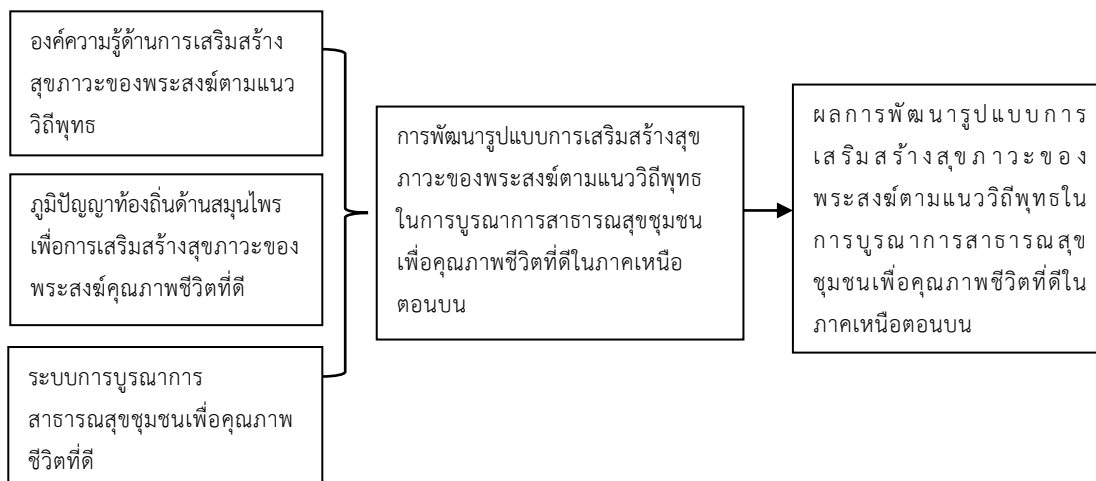 องค์ความรู้ด้านการเสริมสร้าง
สุขภาวะของพระสงฆ์ตามแนว
วิถีพุทธ
ภูมิปัญญาท้องถิ่นด้านสมุนไพร
เพื่อการเสริมสร้างสุขภาวะของ
พระสงฆ์คุณภาพชีวิตที่ดี
ระบบการบูรณาการ
สาธารณสุขชุมชนเพื่อคุณภาพ
ชีวิตที่ดี
การพัฒนารูปแบบการเสริมสร้างสุข
ภาวะของพระสงฆ์ตามแนววิถีพุทธ
ในการบูรณาการสาธารณสุขชุมชน
เพื่อคุณภาพชีวิตที่ดีในภาคเหนือ
ตอนบน
ผลการพัฒนารูปแบบการ
เสริมสร้างสุขภาวะของ
พระสงฆ์ตามแนววิถีพุทธใน
การบูรณาการสาธารณสุข
ชุมชนเพื่อคุณภาพชีวิตที่ดีใน
ภาคเหนือตอนบน